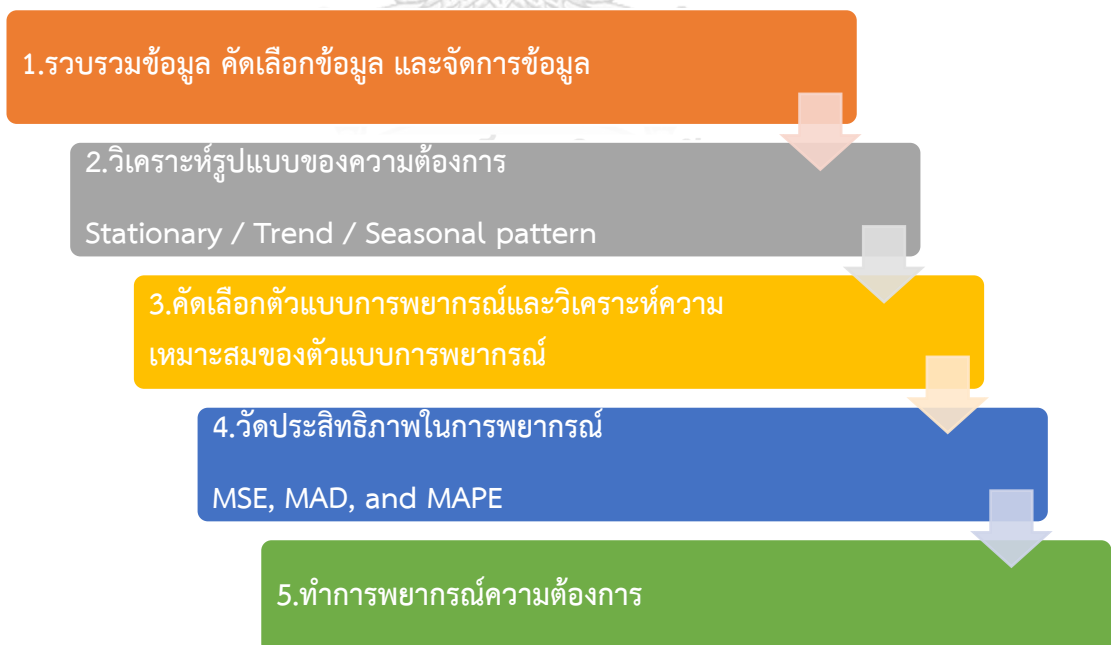 1.รวบรวมข้อมูล คัดเลือกข้อมูล และจัดการข้อมูล
2.วิเคราะห์รูปแบบของความต้องการ
Stationary / Trend / Seasonal pattern
3.คัดเลือกตัวแบบการพยากรณ์และวิเคราะห์ความ
เหมาะสมของตัวแบบการพยากรณ์
4.วัดประสิทธิภาพในการพยากรณ์
MSE, MAD, and MAPE
5.ทำการพยากรณ์ความต้องการ